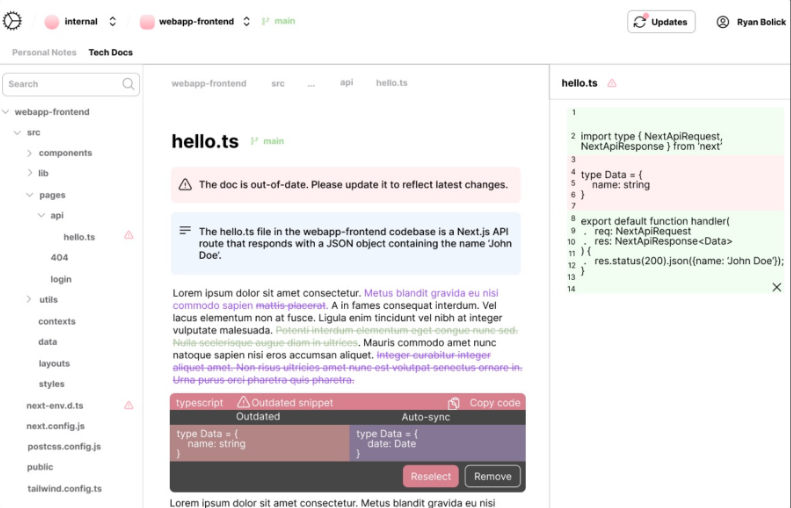 internal
webapp-frontend
main
Updates
Ryan Bolick
Personal Notes
Tech Docs
Search
webapp-frontend
src
components
lib
pages
api
hello.ts
404
login
utils
contexts
data
layouts
styles
next-env.d.ts
next.config.js
postcss.config.js
public
tailwind.config.ts
webapp-frontend src ... api hello.ts
hello.ts
main
The doc is out-of-date. Please update it to reflect latest changes.
The hello.ts file in the webapp-frontend codebase is a Next.js API
route that responds with a JSON object containing the name 'John
Doe'.
Lorem ipsum dolor sit amet consectetur. Metus blandit gravida eu nisi
commodo sapien mattis placerat. A in fames consequat interdum. Vel
lacus elementum non at fusce. Ligula enim tincidunt vel nibh at integer
vulputate malesuada. Potenti interdum elementum eget congue nunc sed.
Nulla scelerisque augue diam in ultrices. Mauris commodo amet nunc
natoque sapien nisi eros accumsan aliquet. Integer curabitur integer
aliquet amet. Non risus ultricies amet nunc est volutpat senectus ornare in.
Urna purus orci pharetra quis pharetra.
typescript
Outdated snippet
Copy code
Outdated
Auto-sync
type Data = {
name: string
}
type Data = {
date: Date
}
Reselect
Remove
Lorem ipsum dolor sit amet consectetur. Metus blandit gravida eu nisi
hello.ts
1
2 import type { NextApiRequest,
NextApiResponse } from 'next'
3
4 type Data = {
5 name: string
6 }
7
8 export default function handler(
9 . req: NextApiRequest
10 . res: NextApiResponse<Data>
11 ) {
12 . res.status(200).json({name: 'John Doe'});
13 }
14